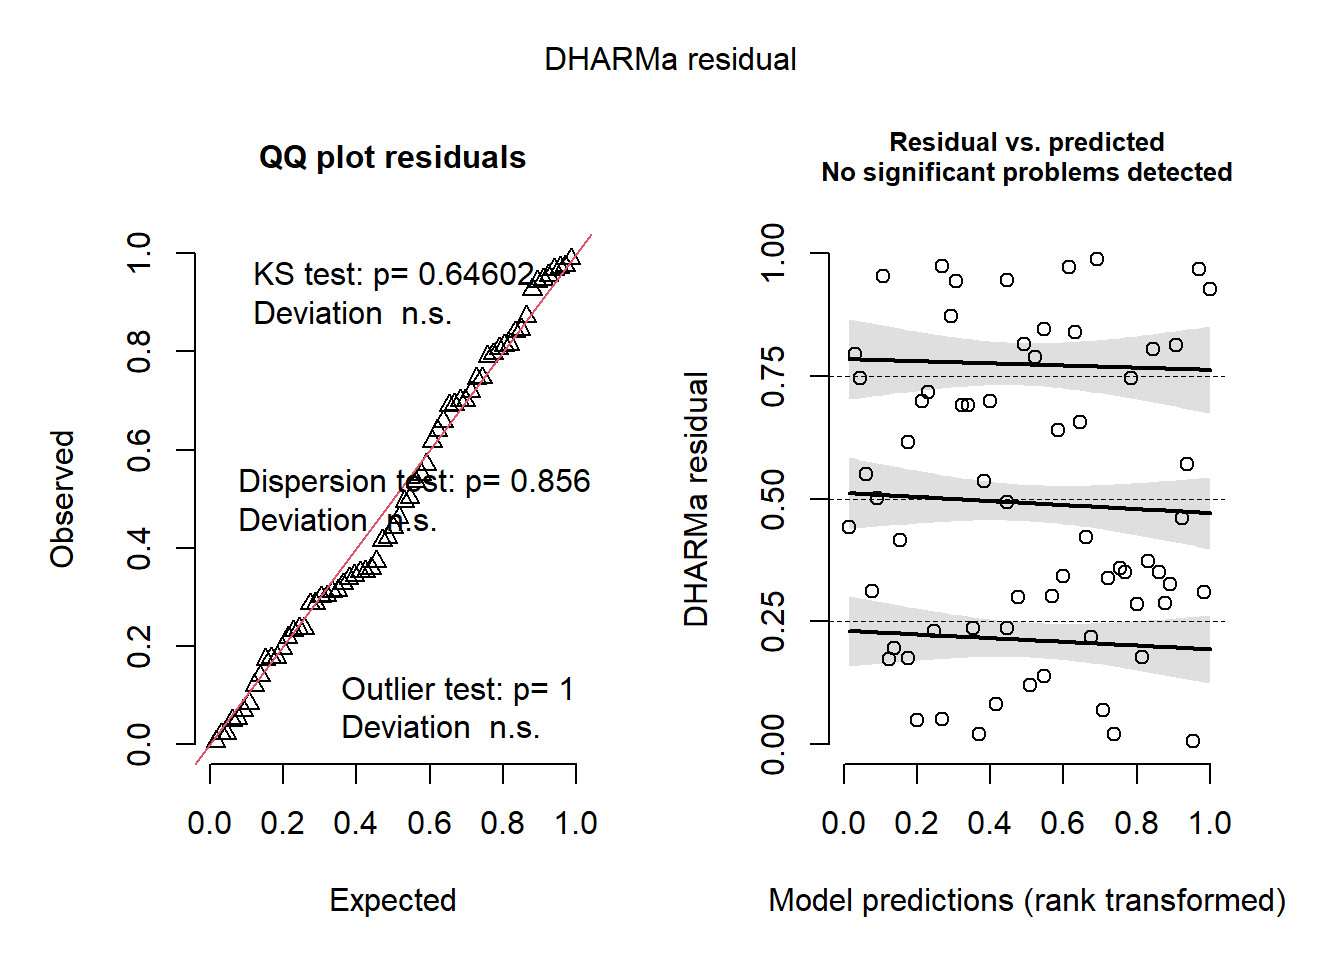 DHARMa residual
QQ plot residuals
KS test: p= 0.64602
Deviation  n.s.
Dispersion test: p= 0.856
Deviation  n.s.
Outlier test: p= 1
Deviation  n.s.
Observed
0.0 0.2 0.4 0.6 0.8 1.0
0.0 0.2 0.4 0.6 0.8 1.0
Expected
Residual vs. predicted
No significant problems detected
DHARMa residual
0.00 0.25 0.50 0.75 1.00
0.0 0.2 0.4 0.6 0.8 1.0
Model predictions (rank transformed)